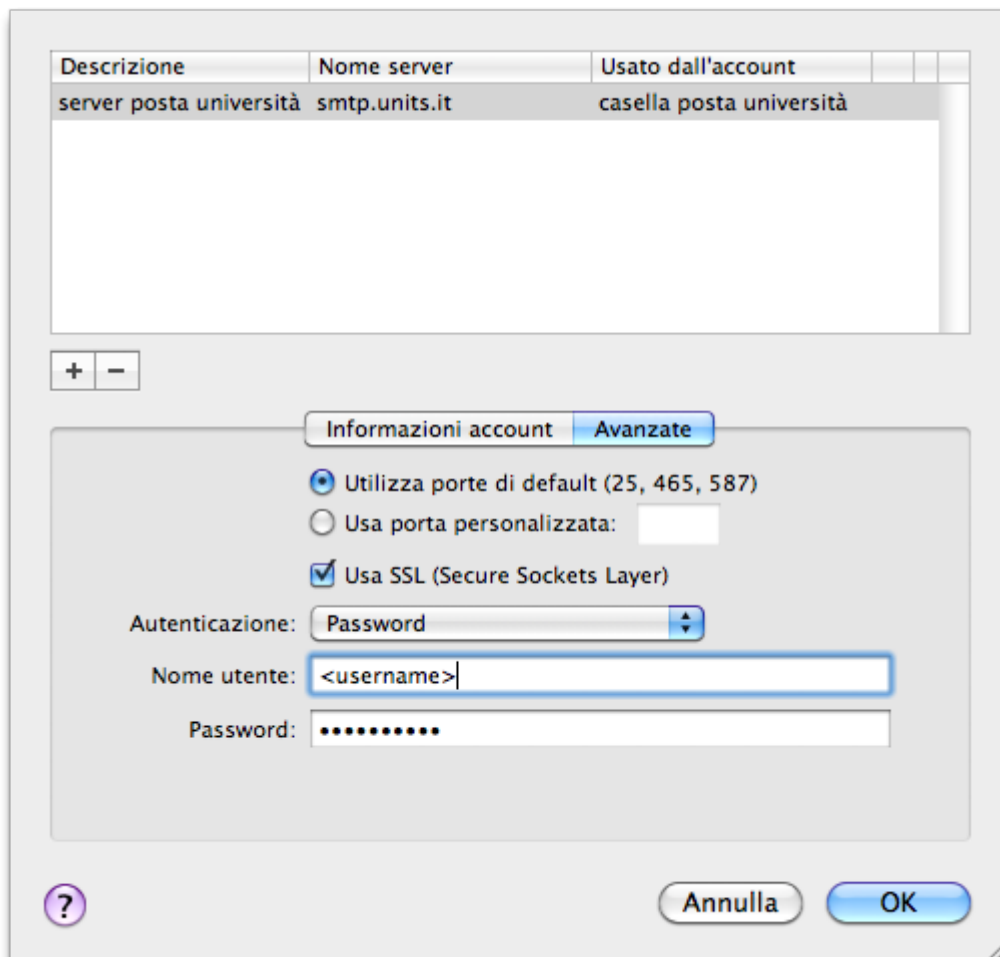 Descrizione Nome server Usato dall'account
server posta università smtp.units.it casella posta università
+ −
Informazioni account Avanzate
Utilizza porte di default (25, 465, 587)
Usa porta personalizzata:
Usa SSL (Secure Sockets Layer)
Autenticazione: Password
Nome utente: <username>
Password: ••••••••••
? Annulla OK